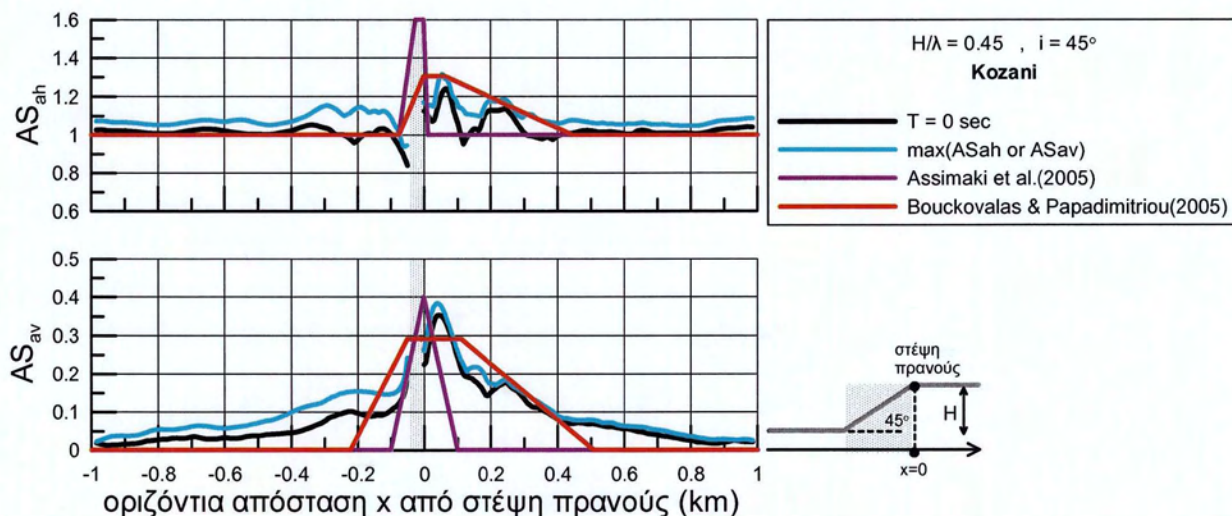 1.6
1.4
1.2
1
0.8
0.6
AS_ah
H/λ = 0.45 , i = 45°
Kozani
T = 0 sec
max(ASah or ASav)
Assimaki et al.(2005)
Bouckovalas & Papadimitriou(2005)
0.5
0.4
0.3
0.2
0.1
0
AS_av
-1 -0.8 -0.6 -0.4 -0.2 0 0.2 0.4 0.6 0.8 1
οριζόντια απόσταση x από στέψη πρανούς (km)
στέψη
πρανούς
45°
H
x=0